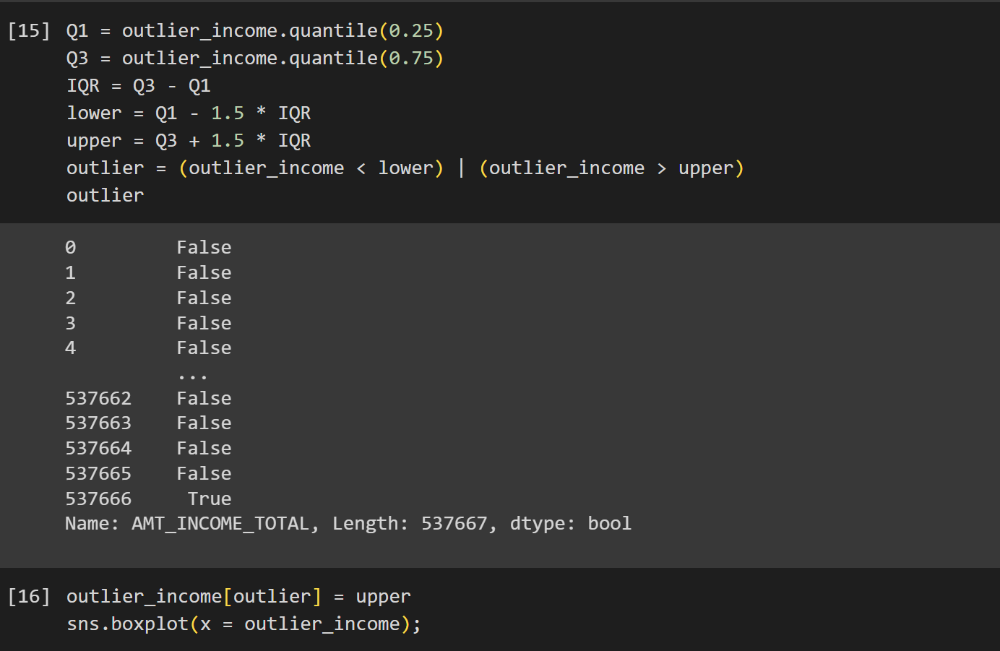 [15] Q1 = outlier_income.quantile(0.25)
Q3 = outlier_income.quantile(0.75)
IQR = Q3 - Q1
lower = Q1 - 1.5 * IQR
upper = Q3 + 1.5 * IQR
outlier = (outlier_income < lower) | (outlier_income > upper)
outlier
0 False
1 False
2 False
3 False
4 False
...
537662 False
537663 False
537664 False
537665 False
537666 True
Name: AMT_INCOME_TOTAL, Length: 537667, dtype: bool
[16] outlier_income[outlier] = upper
sns.boxplot(x = outlier_income);